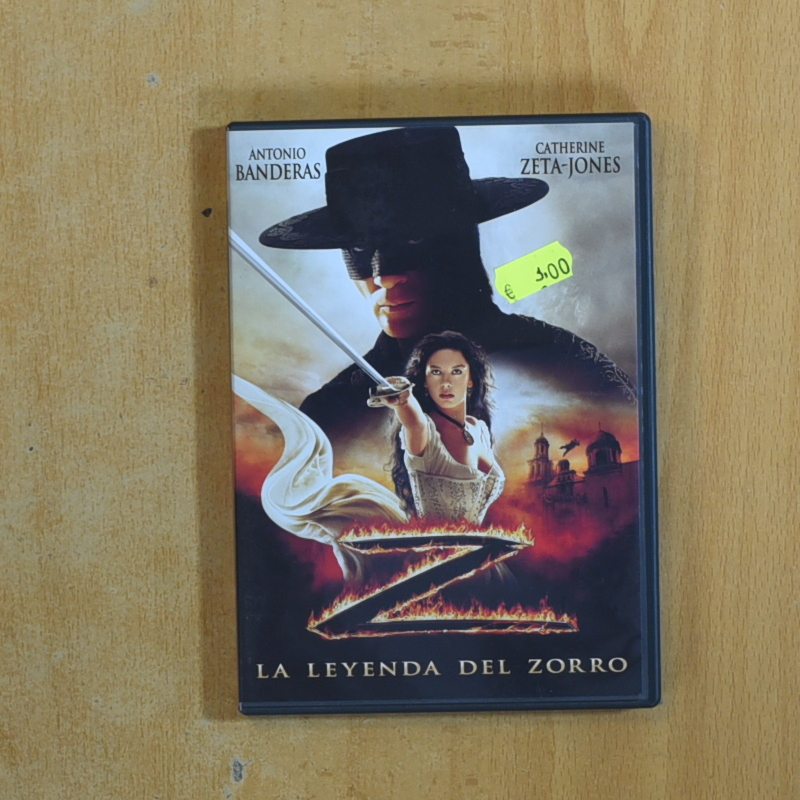 ANTONIO
BANDERAS
CATHERINE
ZETA-JONES
€ 1,00
Z
LA LEYENDA DEL ZORRO